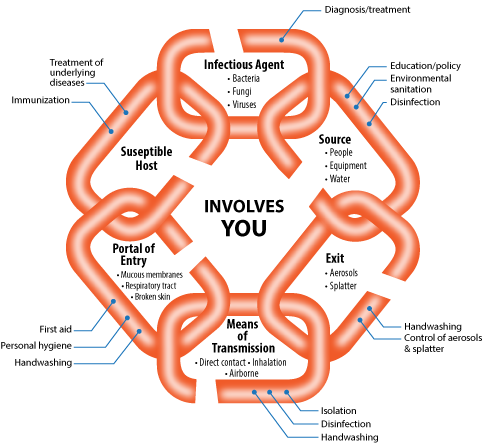 Diagnosis/treatment
Infectious Agent
• Bacteria
• Fungi
• Viruses
Treatment of
underlying
diseases
Immunization
Education/policy
Environmental
sanitation
Disinfection
Suseptible
Host
Source
• People
• Equipment
• Water
INVOLVES
YOU
Portal of
Entry
• Mucous membranes
• Respiratory tract
• Broken skin
Exit
• Aerosols
• Splatter
First aid
Personal hygiene
Handwashing
Means
of
Transmission
• Direct contact • Inhalation
• Airborne
Handwashing
Control of aerosols
& splatter
Isolation
Disinfection
Handwashing